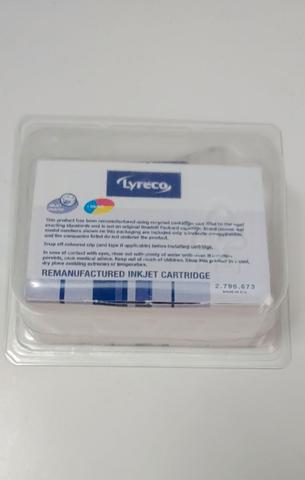 Lyreco
This product has been remanufactured using recycled cartridges and filled to the most
exacting standards and is not an original Hewlett Packard cartridge. Brand names and
model numbers shown on this packaging are included only to indicate compatibility,
and the companies listed do not endorse the product.
Snap off coloured clip (and tape if applicable) before installing cartridge.
In case of contact with eyes, rinse out with plenty of water
persists, seek medical advice. Keep out of reach of children. Store this product in a cool,
dry place avoiding extremes of temperature.
REMANUFACTURED INKJET CARTRIDGE
2.796.673